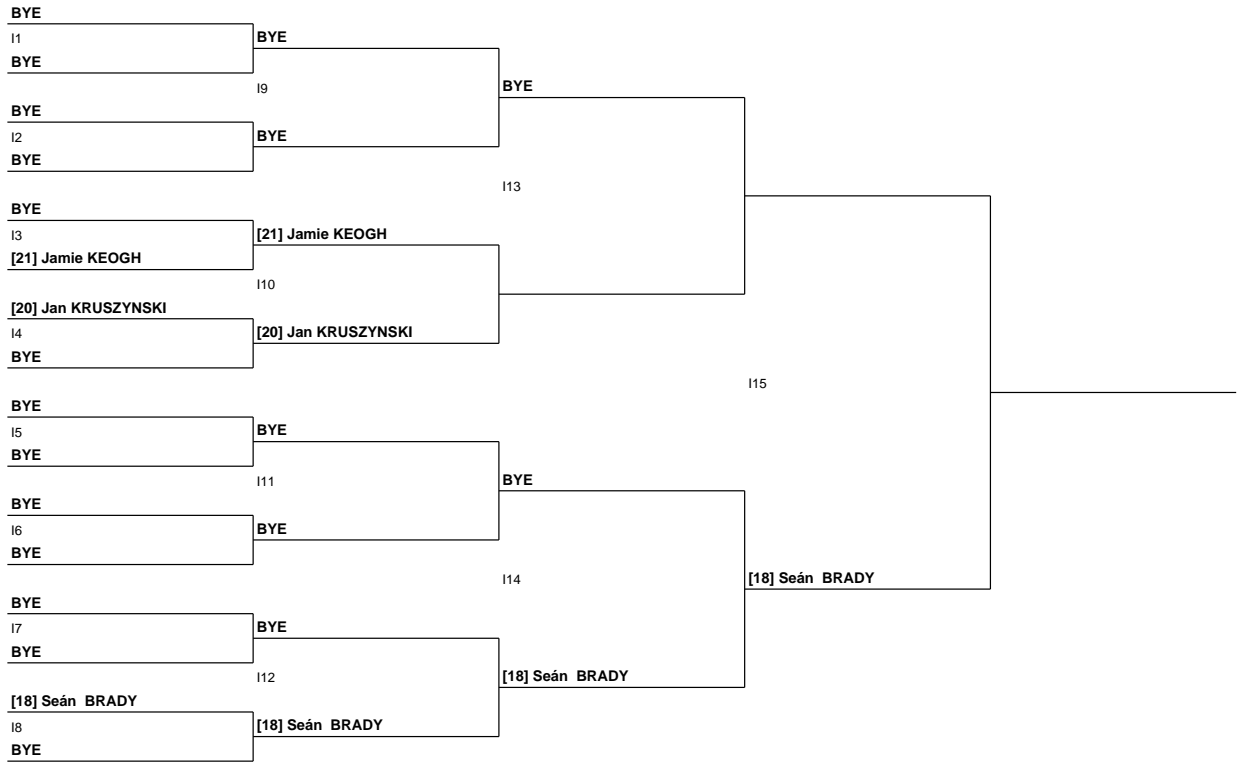 BYE
I1
BYE
BYE
I9
BYE
BYE
I2
BYE
BYE
I13
BYE
I3
[21] Jamie KEOGH
[21] Jamie KEOGH
I10
[20] Jan KRUSZYNSKI
I4
[20] Jan KRUSZYNSKI
BYE
I15
BYE
I5
BYE
BYE
I11
BYE
BYE
I6
BYE
BYE
I14
[18] Seán  BRADY
BYE
I7
BYE
BYE
I12
[18] Seán  BRADY
[18] Seán  BRADY
I8
[18] Seán  BRADY
BYE